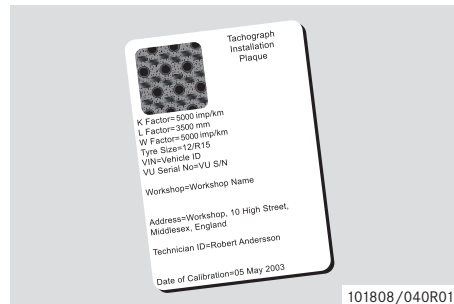 Tachograph
Installation
Plaque
K Factor=5000 imp/km
L Factor=3500 mm
W Factor=5000 imp/km
Tyre Size=12/R15
VIN=Vehicle ID
VU Serial No=VU S/N
Workshop=Workshop Name
Address=Workshop, 10 High Street,
Middlesex, England
Technician ID=Robert Andersson
Date of Calibration=05 May 2003
101808/040R01